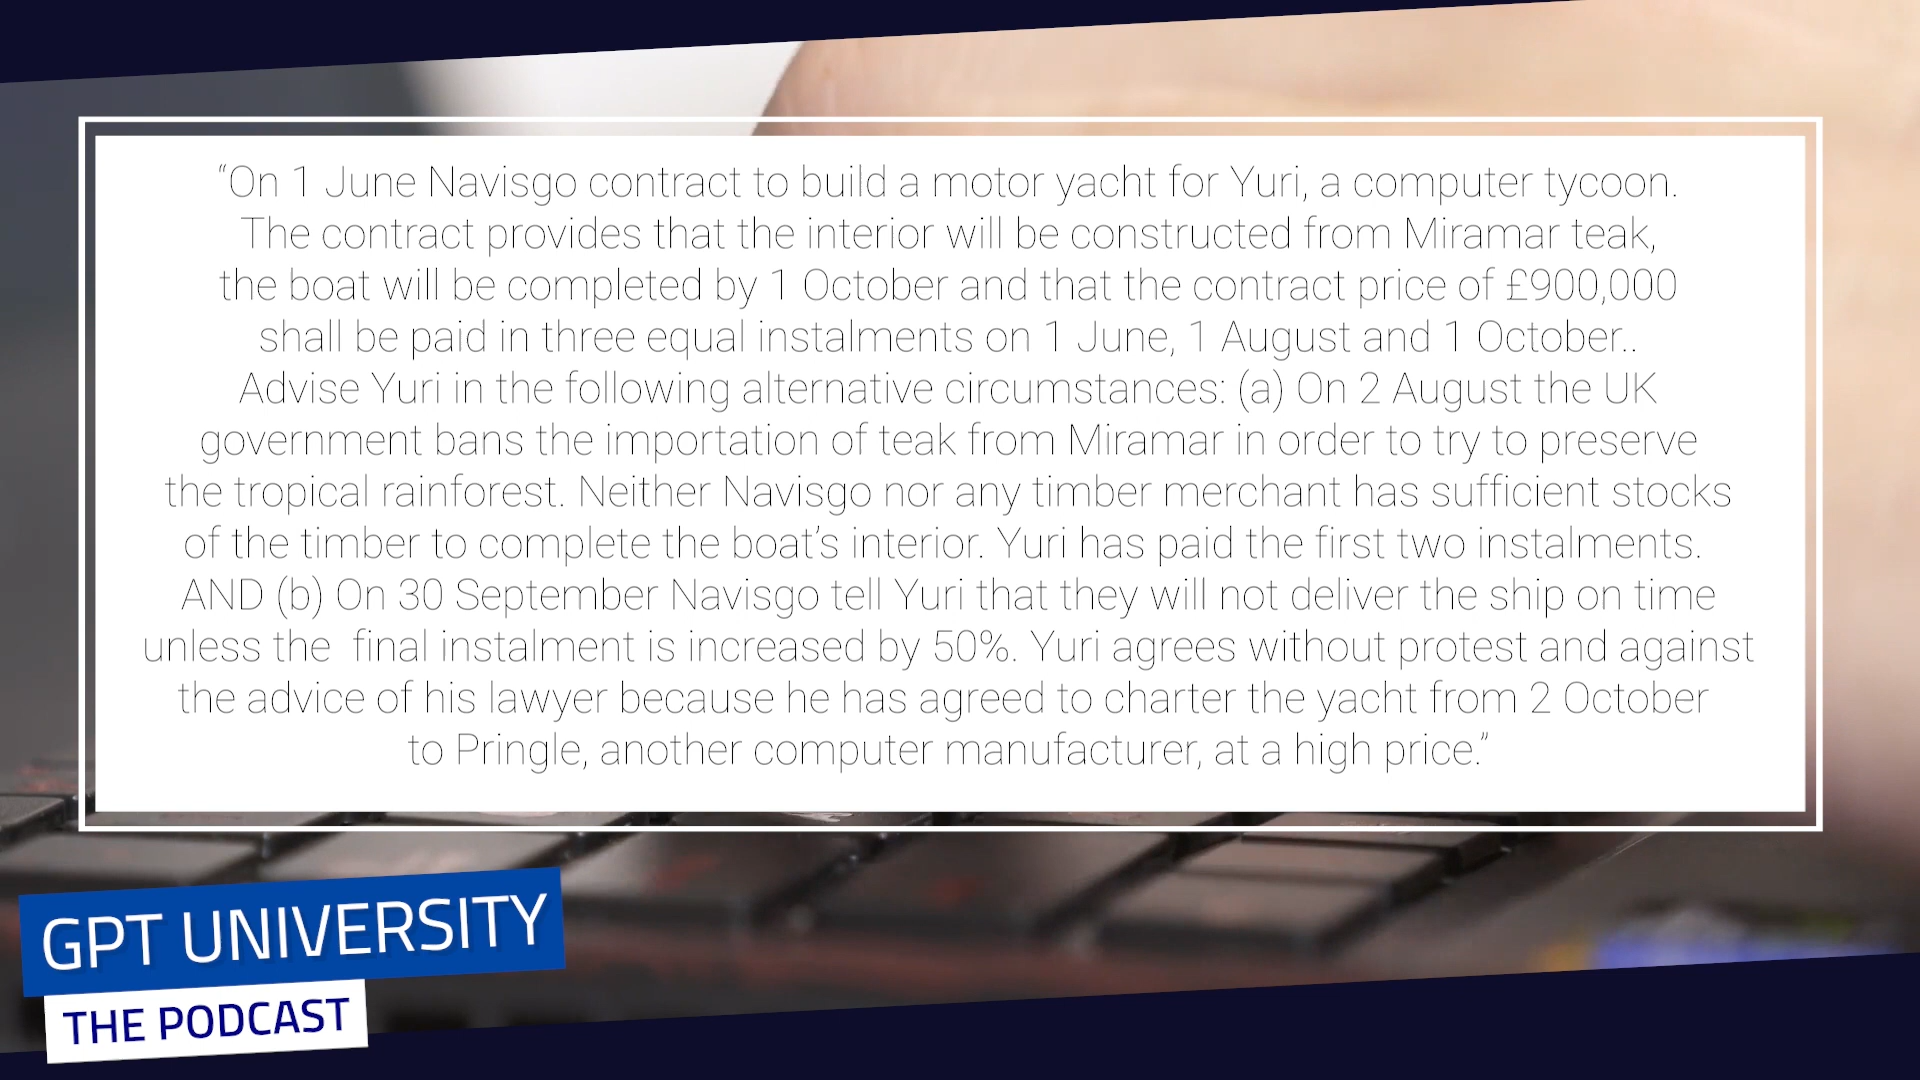 “On 1 June Navisgo contract to build a motor yacht for Yuri, a computer tycoon.
The contract provides that the interior will be constructed from Miramar teak,
the boat will be completed by 1 October and that the contract price of £900,000
shall be paid in three equal instalments on 1 June, 1 August and 1 October..
Advise Yuri in the following alternative circumstances: (a) On 2 August the UK
government bans the importation of teak from Miramar in order to try to preserve
the tropical rainforest. Neither Navisgo nor any timber merchant has sufficient stocks
of the timber to complete the boat’s interior. Yuri has paid the first two instalments.
AND (b) On 30 September Navisgo tell Yuri that they will not deliver the ship on time
unless the  final instalment is increased by 50%. Yuri agrees without protest and against
the advice of his lawyer because he has agreed to charter the yacht from 2 October
to Pringle, another computer manufacturer, at a high price.”
GPT UNIVERSITY
THE PODCAST